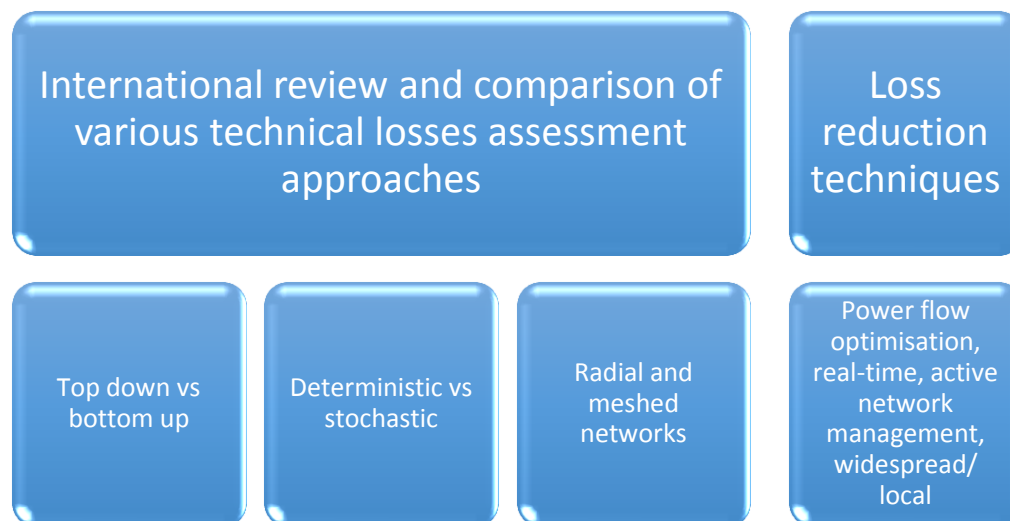 International review and comparison of
various technical losses assessment
approaches
Loss
reduction
techniques
Top down vs
bottom up
Deterministic vs
stochastic
Radial and
meshed
networks
Power flow
optimisation,
real-time, active
network
management,
widespread/
local